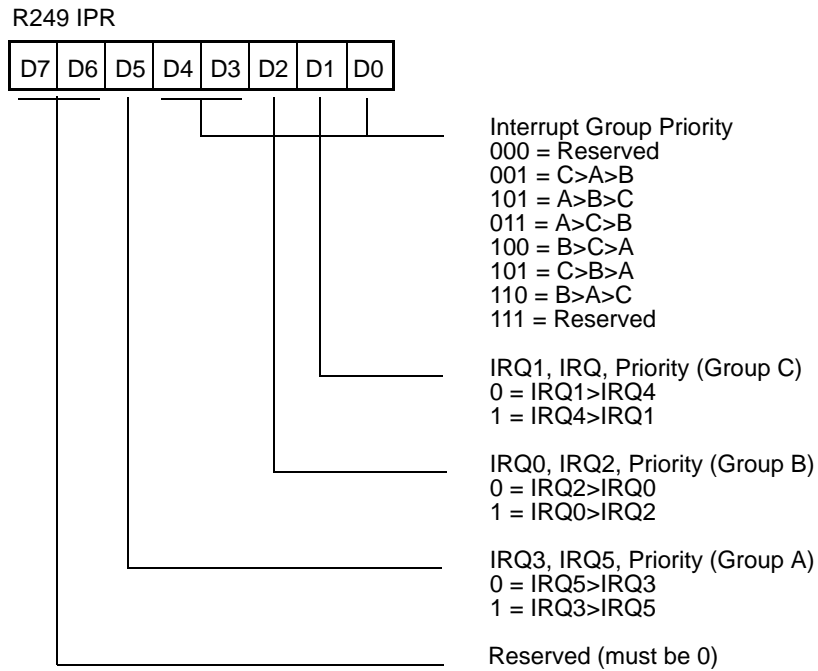 R249 IPR
D7 D6 D5 D4 D3 D2 D1 D0
Interrupt Group Priority
000 = Reserved
001 = C>A>B
101 = A>B>C
011 = A>C>B
100 = B>C>A
101 = C>B>A
110 = B>A>C
111 = Reserved
IRQ1, IRQ, Priority (Group C)
0 = IRQ1>IRQ4
1 = IRQ4>IRQ1
IRQ0, IRQ2, Priority (Group B)
0 = IRQ2>IRQ0
1 = IRQ0>IRQ2
IRQ3, IRQ5, Priority (Group A)
0 = IRQ5>IRQ3
1 = IRQ3>IRQ5
Reserved (must be 0)